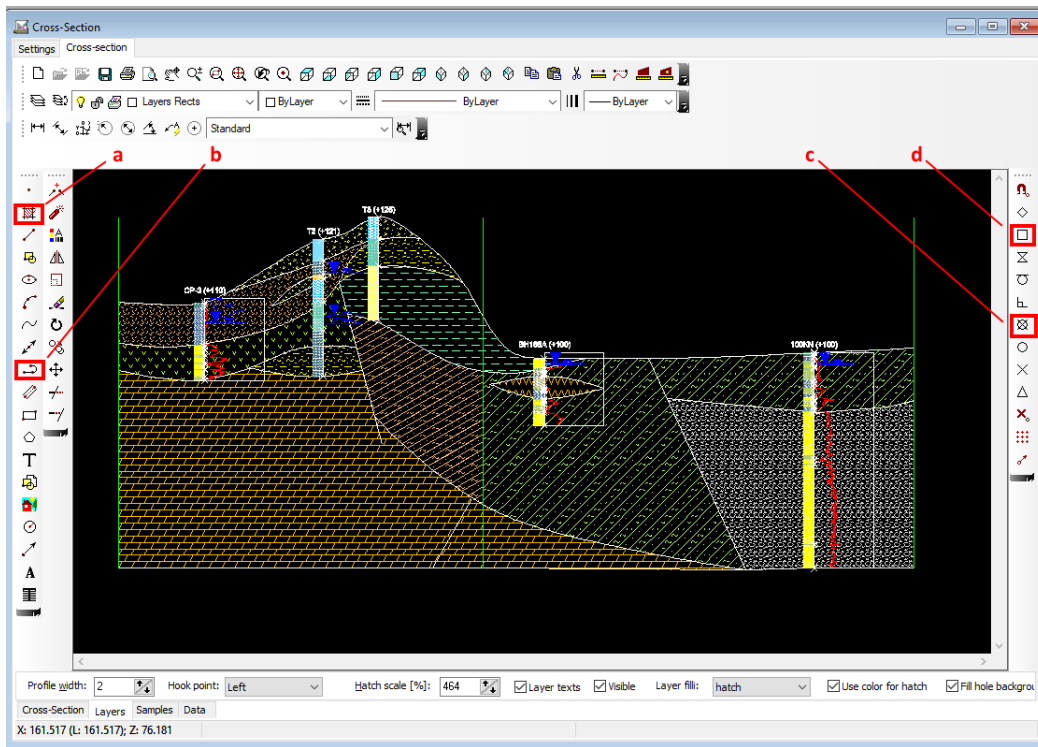 Cross-Section
Settings Cross-section
Layers Rects ByLayer ByLayer ByLayer
Standard
a b c d
T3 (+125)
T2 (+121)
CP-3 (+110)
BH165A (+100) 100KN (+100)
T
A
Profile width: 2 Hook point: Left Hatch scale [%]: 464 Layer texts Visible Layer fill: hatch Use color for hatch Fill hole backgrou
Cross-Section Layers Samples Data
X: 161.517 (L: 161.517); Z: 76.181